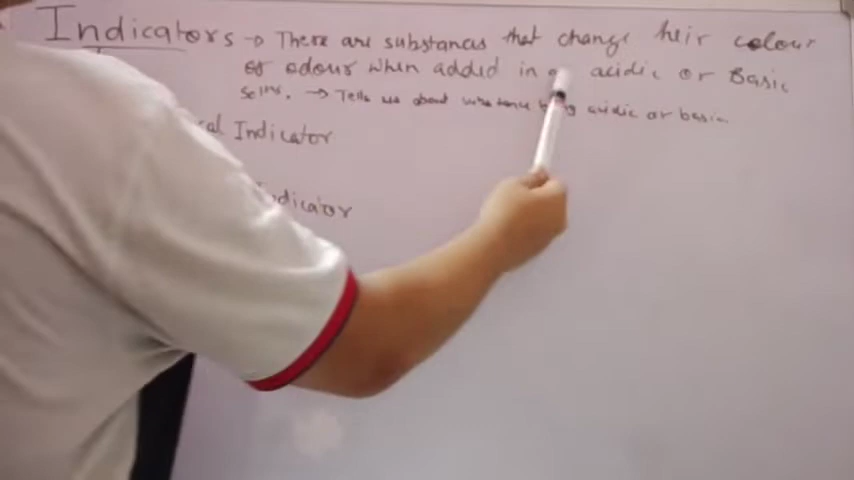 Indicators → There are substances that change their colour
or odour when added in a acidic or Basic
solns. → Tells us about substance being acidic or basic.
cal Indicator
Indicator